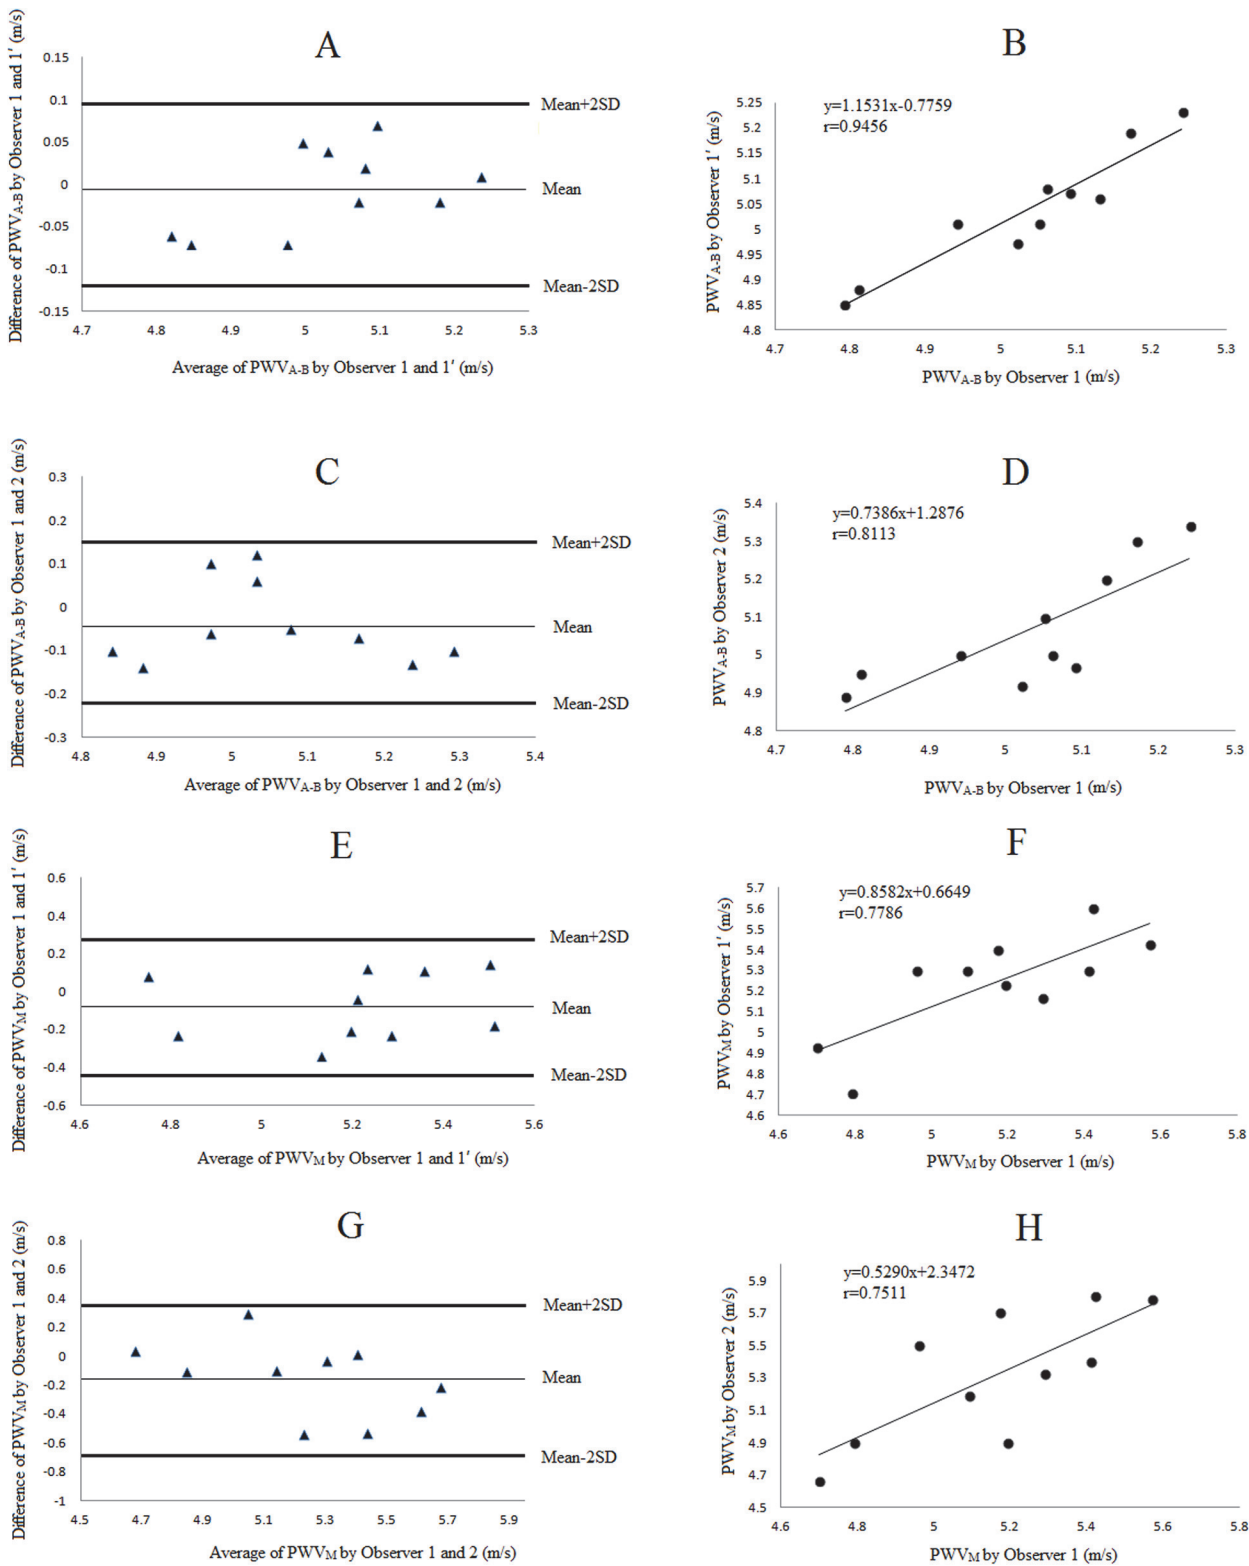 A
Difference of PWVA-B by Observer 1 and 1′ (m/s)
0.15
0.1
0.05
0
-0.05
-0.1
-0.15
Mean+2SD
Mean
Mean-2SD
4.7 4.8 4.9 5 5.1 5.2 5.3
Average of PWVA-B by Observer 1 and 1′ (m/s)
B
PWVA-B by Observer 1′ (m/s)
y=1.1531x-0.7759
r=0.9456
5.25
5.2
5.15
5.1
5.05
5
4.95
4.9
4.85
4.8
4.7 4.8 4.9 5 5.1 5.2 5.3
PWVA-B by Observer 1 (m/s)
C
Difference of PWVA-B by Observer 1 and 2 (m/s)
0.3
0.2
0.1
0
-0.1
-0.2
-0.3
Mean+2SD
Mean
Mean-2SD
4.8 4.9 5 5.1 5.2 5.3 5.4
Average of PWVA-B by Observer 1 and 2 (m/s)
D
PWVA-B by Observer 2 (m/s)
y=0.7386x+1.2876
r=0.8113
5.4
5.3
5.2
5.1
5
4.9
4.8
4.7 4.8 4.9 5 5.1 5.2 5.3
PWVA-B by Observer 1 (m/s)
E
Difference of PWVM by Observer 1 and 1′ (m/s)
0.6
0.4
0.2
0
-0.2
-0.4
-0.6
Mean+2SD
Mean
Mean-2SD
4.6 4.8 5 5.2 5.4 5.6
Average of PWVM by Observer 1 and 1′ (m/s)
F
PWVM by Observer 1′ (m/s)
y=0.8582x+0.6649
r=0.7786
5.7
5.6
5.5
5.4
5.3
5.2
5.1
5
4.9
4.8
4.7
4.6
4.6 4.8 5 5.2 5.4 5.6 5.8
PWVM by Observer 1 (m/s)
G
Difference of PWVM by Observer 1 and 2 (m/s)
0.8
0.6
0.4
0.2
0
-0.2
-0.4
-0.6
-0.8
-1
Mean+2SD
Mean
Mean-2SD
4.5 4.7 4.9 5.1 5.3 5.5 5.7 5.9
Average of PWVM by Observer 1 and 2 (m/s)
H
PWVM by Observer 2 (m/s)
y=0.5290x+2.3472
r=0.7511
5.9
5.7
5.5
5.3
5.1
4.9
4.7
4.5
4.6 4.8 5 5.2 5.4 5.6 5.8
PWVM by Observer 1 (m/s)